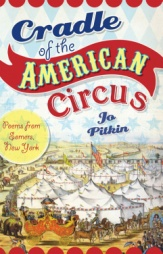 Cradle
of the
AMERICAN
Circus
Poems from
Somers,
New York
Jo
Pitkin